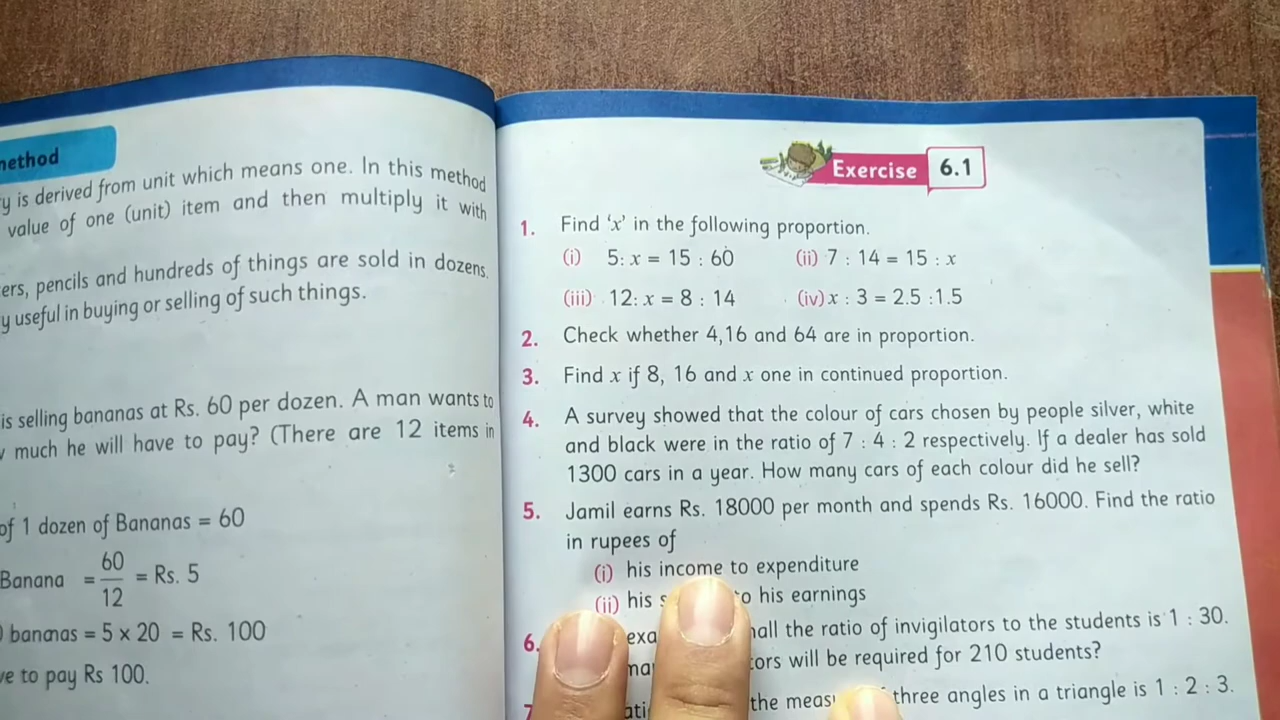 method
y is derived from unit which means one. In this method
value of one (unit) item and then multiply it with
ers, pencils and hundreds of things are sold in dozens.
y useful in buying or selling of such things.
is selling bananas at Rs. 60 per dozen. A man wants to
much he will have to pay? (There are 12 items in
of 1 dozen of Bananas = 60
Banana = 60/12 = Rs. 5
bananas = 5 x 20 = Rs. 100
ve to pay Rs 100.
Exercise 6.1
1. Find ‘x’ in the following proportion.
(i) 5: x = 15 : 60 (ii) 7 : 14 = 15 : x
(iii) 12: x = 8 : 14 (iv) x : 3 = 2.5 :1.5
2. Check whether 4,16 and 64 are in proportion.
3. Find x if 8, 16 and x one in continued proportion.
4. A survey showed that the colour of cars chosen by people silver, white
and black were in the ratio of 7 : 4 : 2 respectively. If a dealer has sold
1300 cars in a year. How many cars of each colour did he sell?
5. Jamil earns Rs. 18000 per month and spends Rs. 16000. Find the ratio
in rupees of
(i) his income to expenditure
(ii) his to his earnings
6. exa hall the ratio of invigilators to the students is 1 : 30.
ma tors will be required for 210 students?
7 ati the measu three angles in a triangle is 1 : 2 : 3.